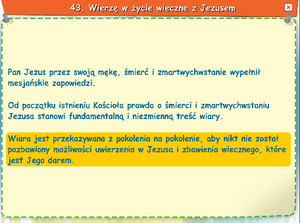 43. Wierzę w życie wieczne z Jezusem
Pan Jezus przez swoją mękę, śmierć i zmartwychwstanie wypełnił
mesjańskie zapowiedzi.
Od początku istnieniu Kościoła prawda o śmierci i zmartwychwstaniu
Jezusa stanowi fundamentalną i niezmienną treść wiary.
Wiara jest przekazywana z pokolenia na pokolenie, aby nikt nie został
pozbawiony możliwości uwierzenia w Jezusa i zbawienia wiecznego, które
jest Jego darem.